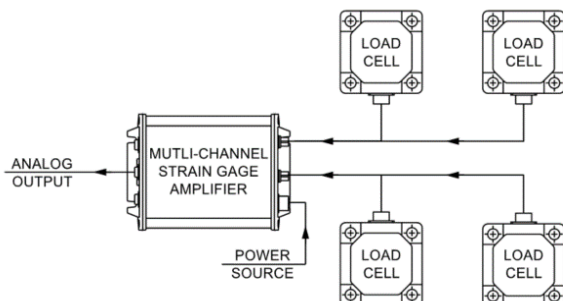 LOAD
CELL
LOAD
CELL
MUTLI-CHANNEL
STRAIN GAGE
AMPLIFIER
ANALOG
OUTPUT
POWER
SOURCE
LOAD
CELL
LOAD
CELL